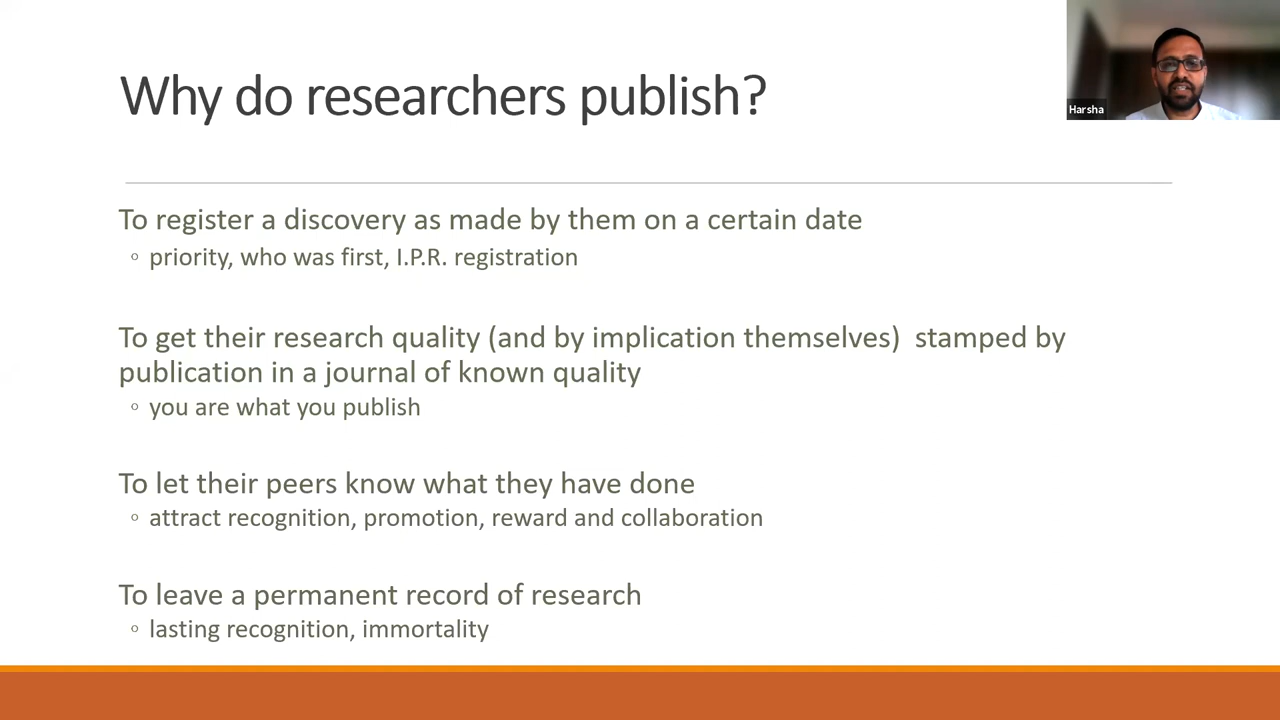 Why do researchers publish?
Harsha
To register a discovery as made by them on a certain date
◦ priority, who was first, I.P.R. registration
To get their research quality (and by implication themselves)  stamped by
publication in a journal of known quality
◦ you are what you publish
To let their peers know what they have done
◦ attract recognition, promotion, reward and collaboration
To leave a permanent record of research
◦ lasting recognition, immortality